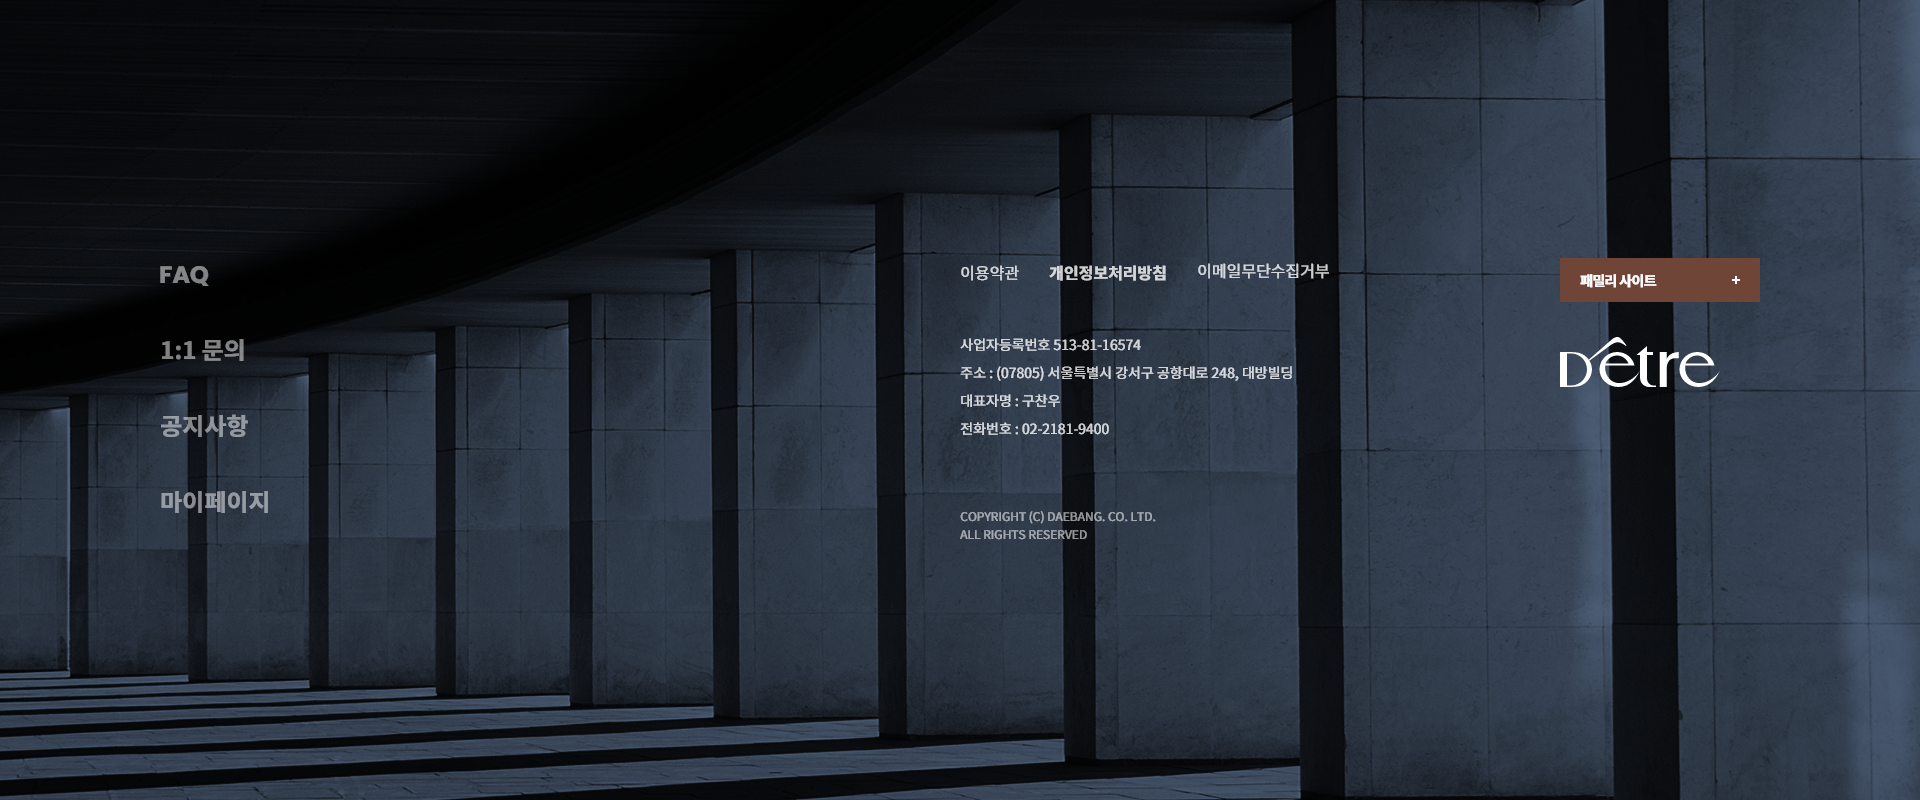 FAQ
1:1 문의
공지사항
마이페이지
이용약관 개인정보처리방침 이메일무단수집거부
사업자등록번호 513-81-16574
주소 : (07805) 서울특별시 강서구 공항대로 248, 대방빌딩
대표자명 : 구찬우
전화번호 : 02-2181-9400
COPYRIGHT (C) DAEBANG. CO. LTD.
ALL RIGHTS RESERVED
패밀리 사이트 +
Dêtre